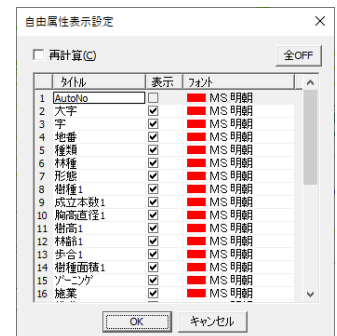 自由属性表示設定
再計算(C)
全OFF
タイトル 表示 フォント
1 AutoNo MS 明朝
2 大字 MS 明朝
3 字 MS 明朝
4 地番 MS 明朝
5 種類 MS 明朝
6 林種 MS 明朝
7 形態 MS 明朝
8 樹種1 MS 明朝
9 成立本数1 MS 明朝
10 胸高直径1 MS 明朝
11 樹高1 MS 明朝
12 林齢1 MS 明朝
13 歩合1 MS 明朝
14 樹種面積1 MS 明朝
15 ゾーニング MS 明朝
16 施業 MS 明朝
OK キャンセル